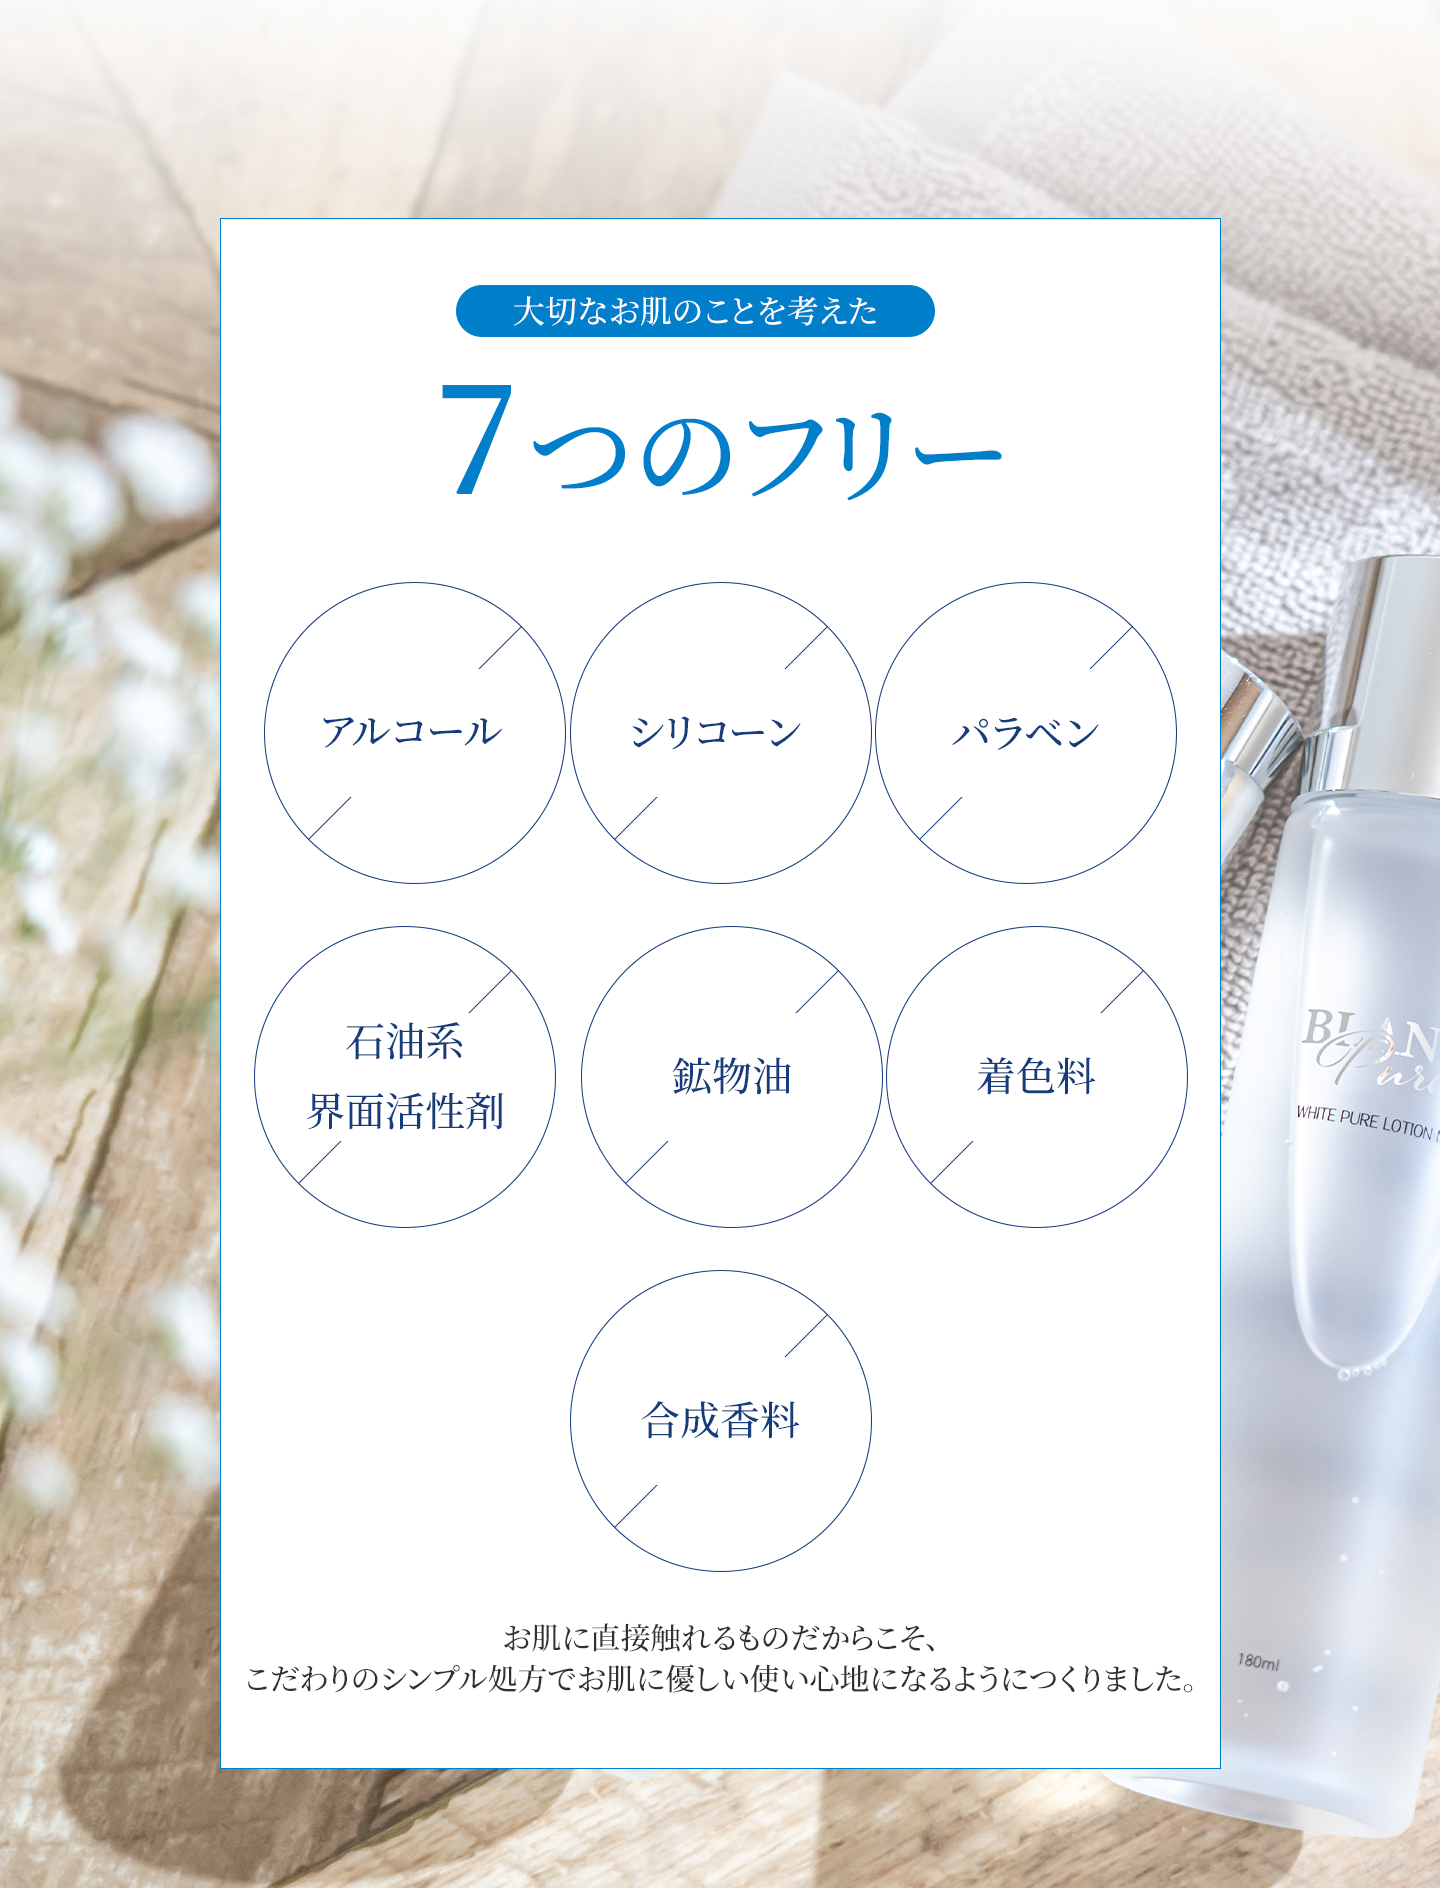 大切なお肌のことを考えた
7つのフリー
アルコール
シリコーン
パラベン
石油系
界面活性剤
鉱物油
着色料
合成香料
お肌に直接触れるものだからこそ、
こだわりのシンプル処方でお肌に優しい使い心地になるようにつくりました。
BLAN
Pure
WHITE PURE LOTION
180ml